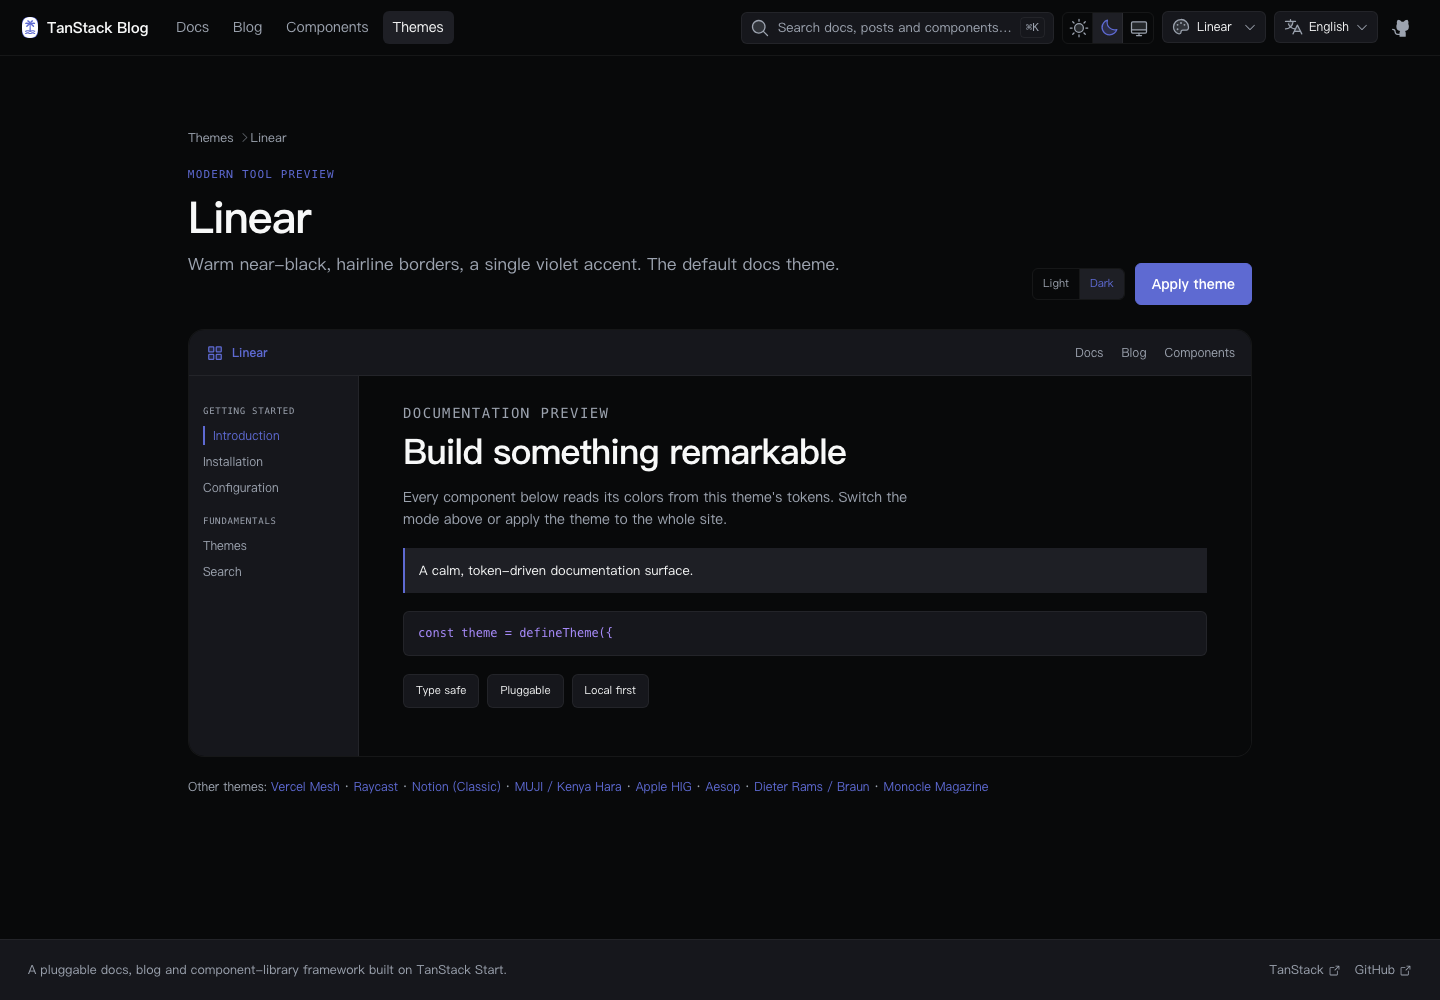 TanStack Blog Docs Blog Components Themes Search docs, posts and components... ⌘K Linear English
Themes Linear
MODERN TOOL PREVIEW
Linear
Warm near-black, hairline borders, a single violet accent. The default docs theme.
Light Dark Apply theme
Linear Docs Blog Components
GETTING STARTED
Introduction
Installation
Configuration
FUNDAMENTALS
Themes
Search
DOCUMENTATION PREVIEW
Build something remarkable
Every component below reads its colors from this theme's tokens. Switch the
mode above or apply the theme to the whole site.
A calm, token-driven documentation surface.
const theme = defineTheme({
Type safe Pluggable Local first
Other themes: Vercel Mesh · Raycast · Notion (Classic) · MUJI / Kenya Hara · Apple HIG · Aesop · Dieter Rams / Braun · Monocle Magazine
A pluggable docs, blog and component-library framework built on TanStack Start. TanStack GitHub